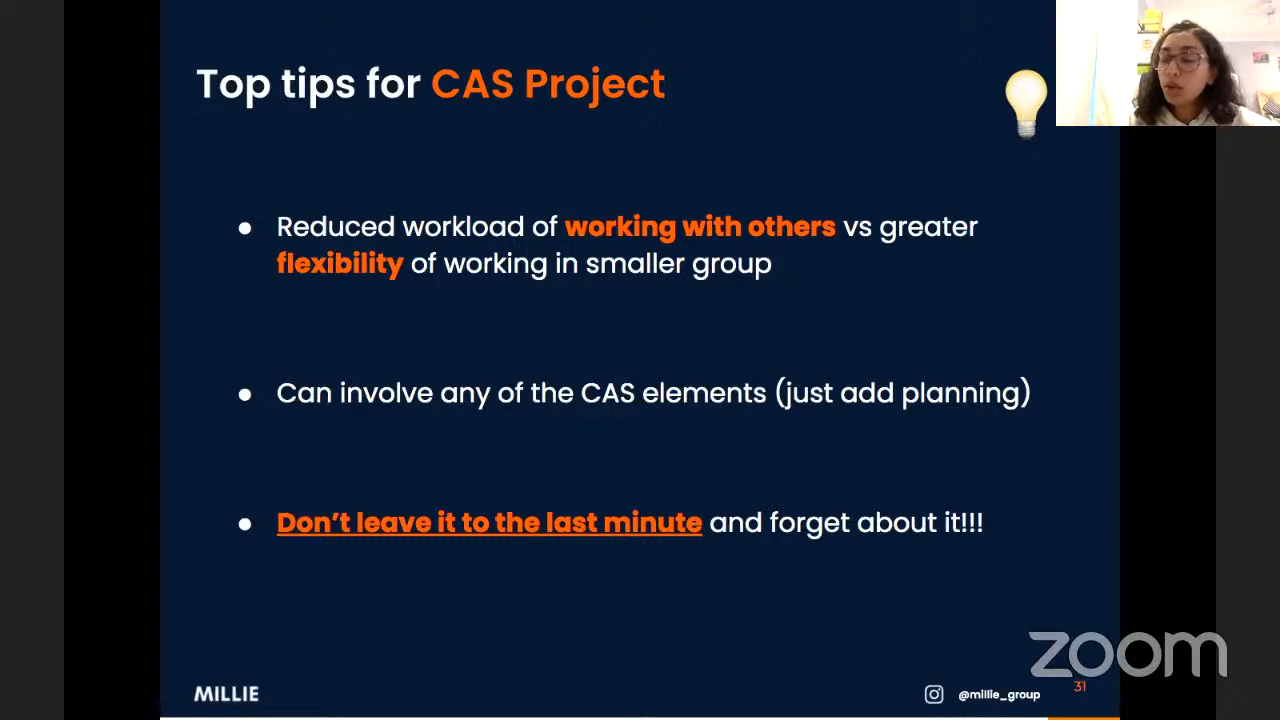 Top tips for CAS Project
● Reduced workload of working with others vs greater
flexibility of working in smaller group
● Can involve any of the CAS elements (just add planning)
● Don’t leave it to the last minute and forget about it!!!
MILLIE
@millie_group
31
zoom